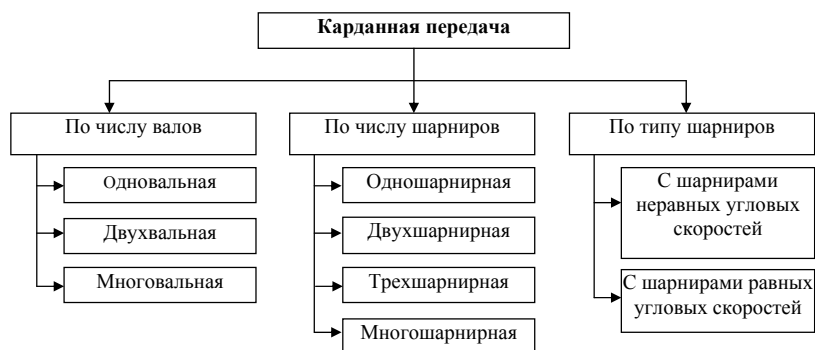 Карданная передача
По числу валов
Одновальная
Двухвальная
Многовальная
По числу шарниров
Одношарнирная
Двухшарнирная
Трехшарнирная
Многошарнирная
По типу шарниров
С шарнирами
неравных угловых
скоростей
С шарнирами равных
угловых скоростей